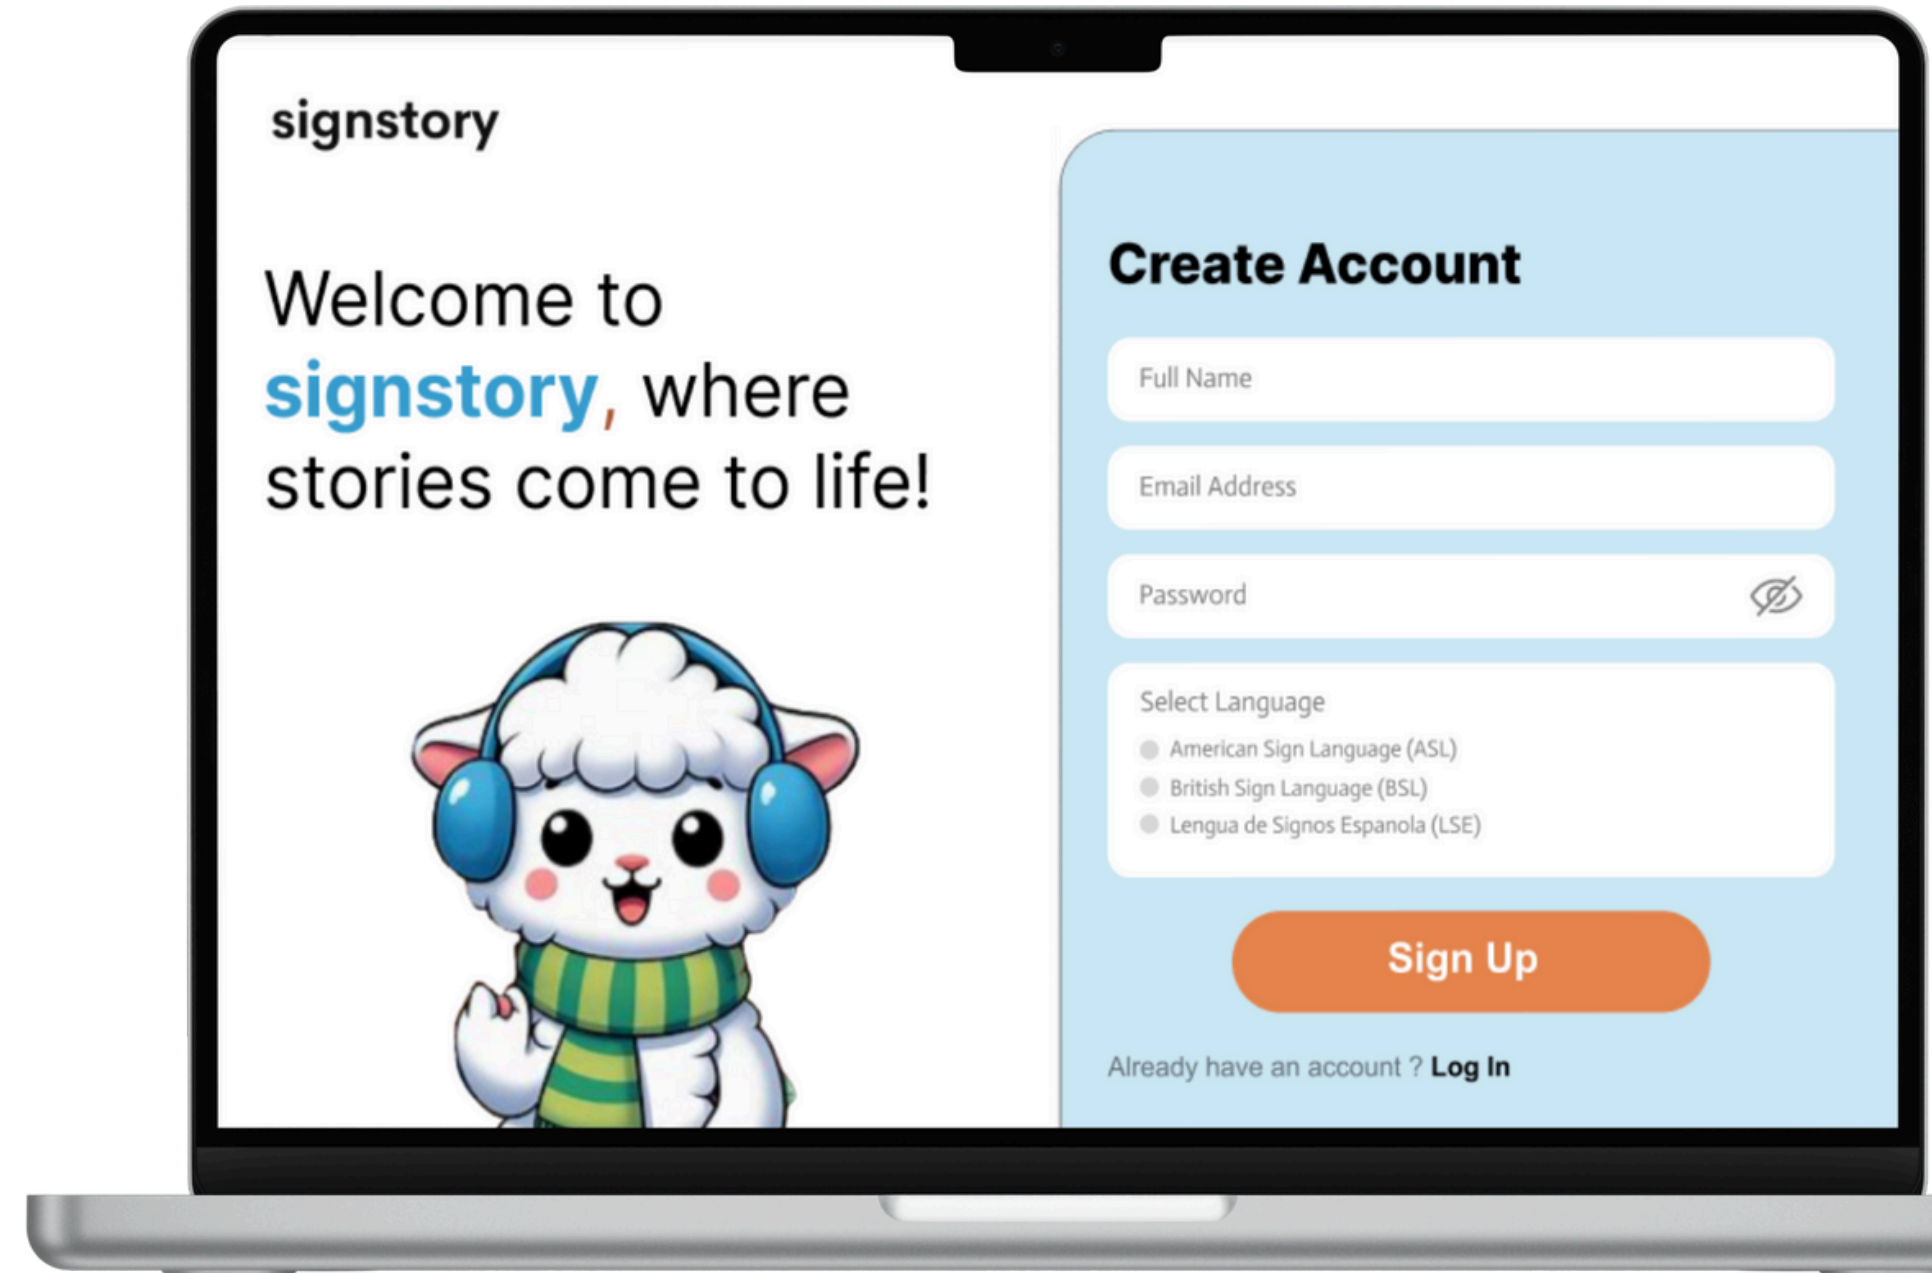 signstory
Welcome to
signstory, where
stories come to life!
Create Account
Full Name
Email Address
Password
Select Language
American Sign Language (ASL)
British Sign Language (BSL)
Lengua de Signos Espanola (LSE)
Sign Up
Already have an account ? Log In